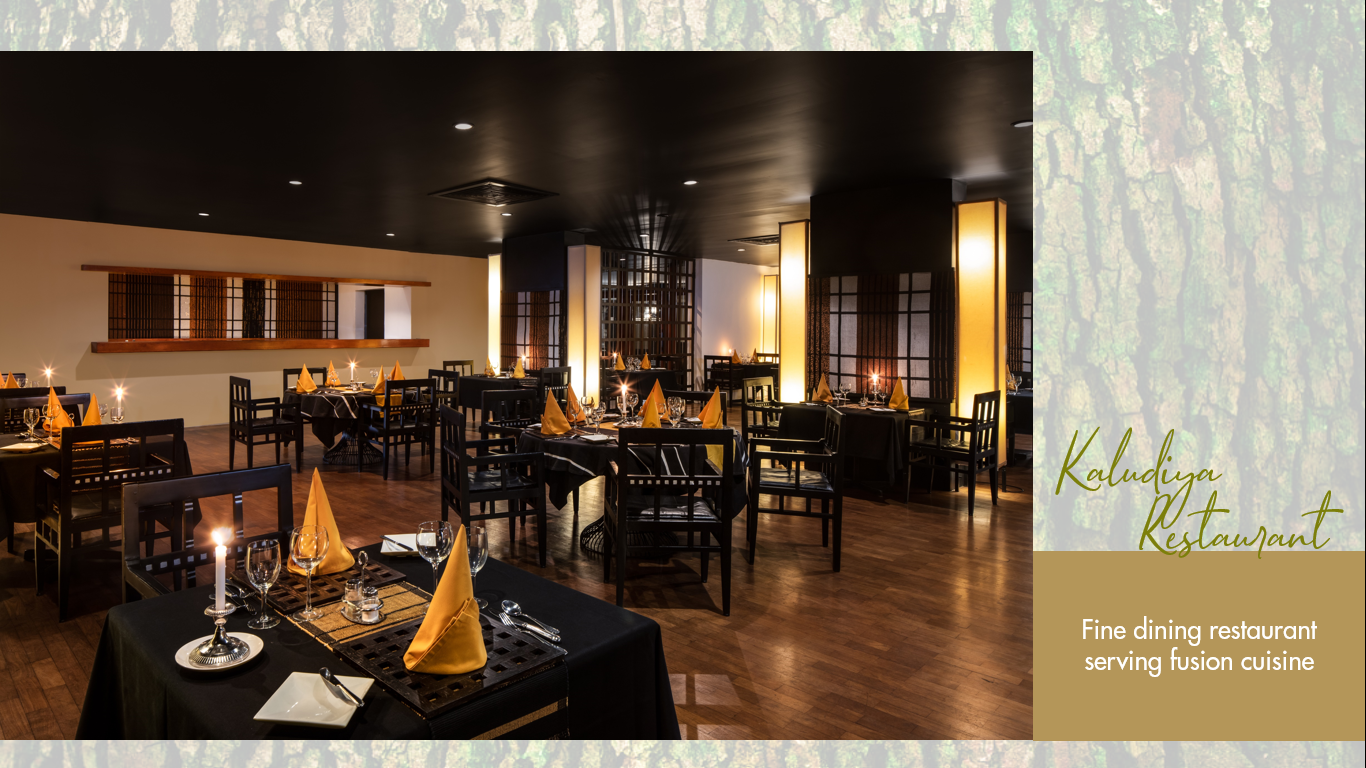 Kaludiya
Restaurant
Fine dining restaurant
serving fusion cuisine